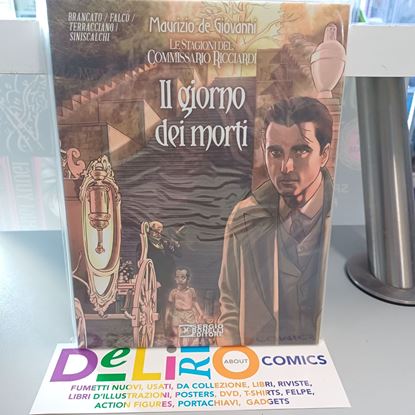 BRANCATO / FALCO /
TERRACCIANO /
SINISCALCHI
Maurizio de Giovanni
LE STAGIONI DEL
COMMISSARIO RICCIARDI
Il giorno
dei morti
SERGIO
BONELLI
EDITORE
DeLiRiO ABOUT COMICS
FUMETTI NUOVI, USATI, DA COLLEZIONE, LIBRI, RIVISTE,
LIBRI D'ILLUSTRAZIONI, POSTERS, DVD, T-SHIRTS, FELPE,
ACTION FIGURES, PORTACHIAVI, GADGETS